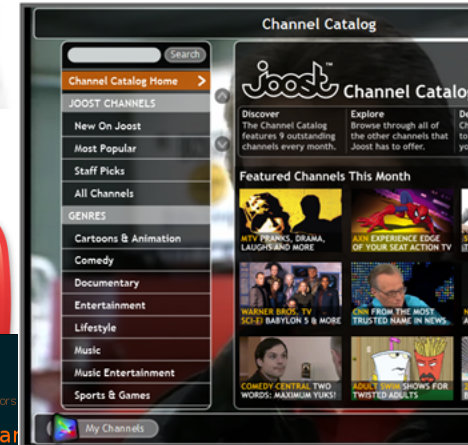 Channel Catalog
Search
Channel Catalog Home
JOOST CHANNELS
New On Joost
Most Popular
Staff Picks
All Channels
GENRES
Cartoons & Animation
Comedy
Documentary
Entertainment
Lifestyle
Music
Music Entertainment
Sports & Games
My Channels
Joost™ Channel Catalo
Discover
The Channel Catalog
features 9 outstanding
channels every month.
Explore
Browse through all of
the other channels that
Joost has to offer.
Featured Channels This Month
MTV PRANKS, DRAMA,
LAUGHS AND MORE
AXN EXPERIENCE EDGE
OF YOUR SEAT ACTION TV
WARNER BROS. TV
SCI-FI BABYLON 5 & MORE
CNN FROM THE MOST
TRUSTED NAME IN NEWS
COMEDY CENTRAL TWO
WORDS: MAXIMUM YUKS!
ADULT SWIM SHOWS FOR
TWISTED ADULTS
ors
ar